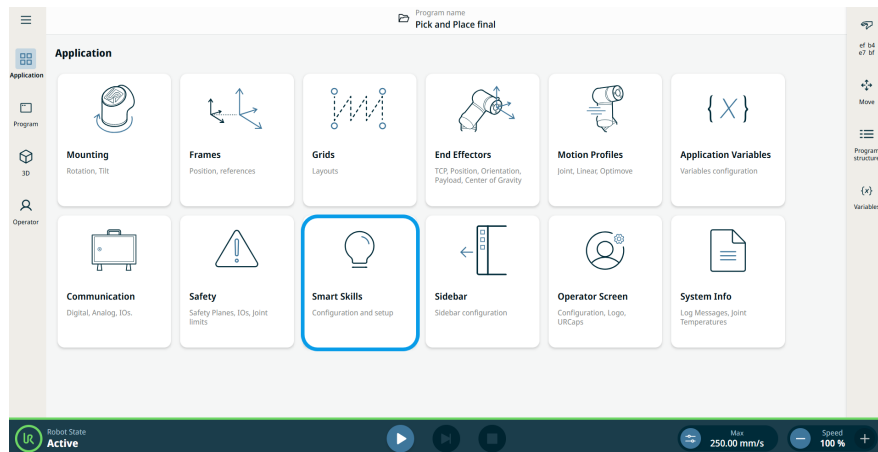 Program name
Pick and Place final
Application
Application
Program
3D
Operator
Mounting
Rotation, Tilt
Frames
Position, references
Grids
Layouts
End Effectors
TCP, Position, Orientation,
Payload, Center of Gravity
Motion Profiles
Joint, Linear, Optimove
Application Variables
Variables configuration
Communication
Digital, Analog, IOs.
Safety
Safety Planes, IOs, Joint
limits
Smart Skills
Configuration and setup
Sidebar
Sidebar configuration
Operator Screen
Configuration, Logo,
URCaps
System Info
Log Messages, Joint
Temperatures
ef b4
e7 bf
Move
Program
structure
{x}
Variables
UR
Robot State
Active
Max
250.00 mm/s
Speed
100 %